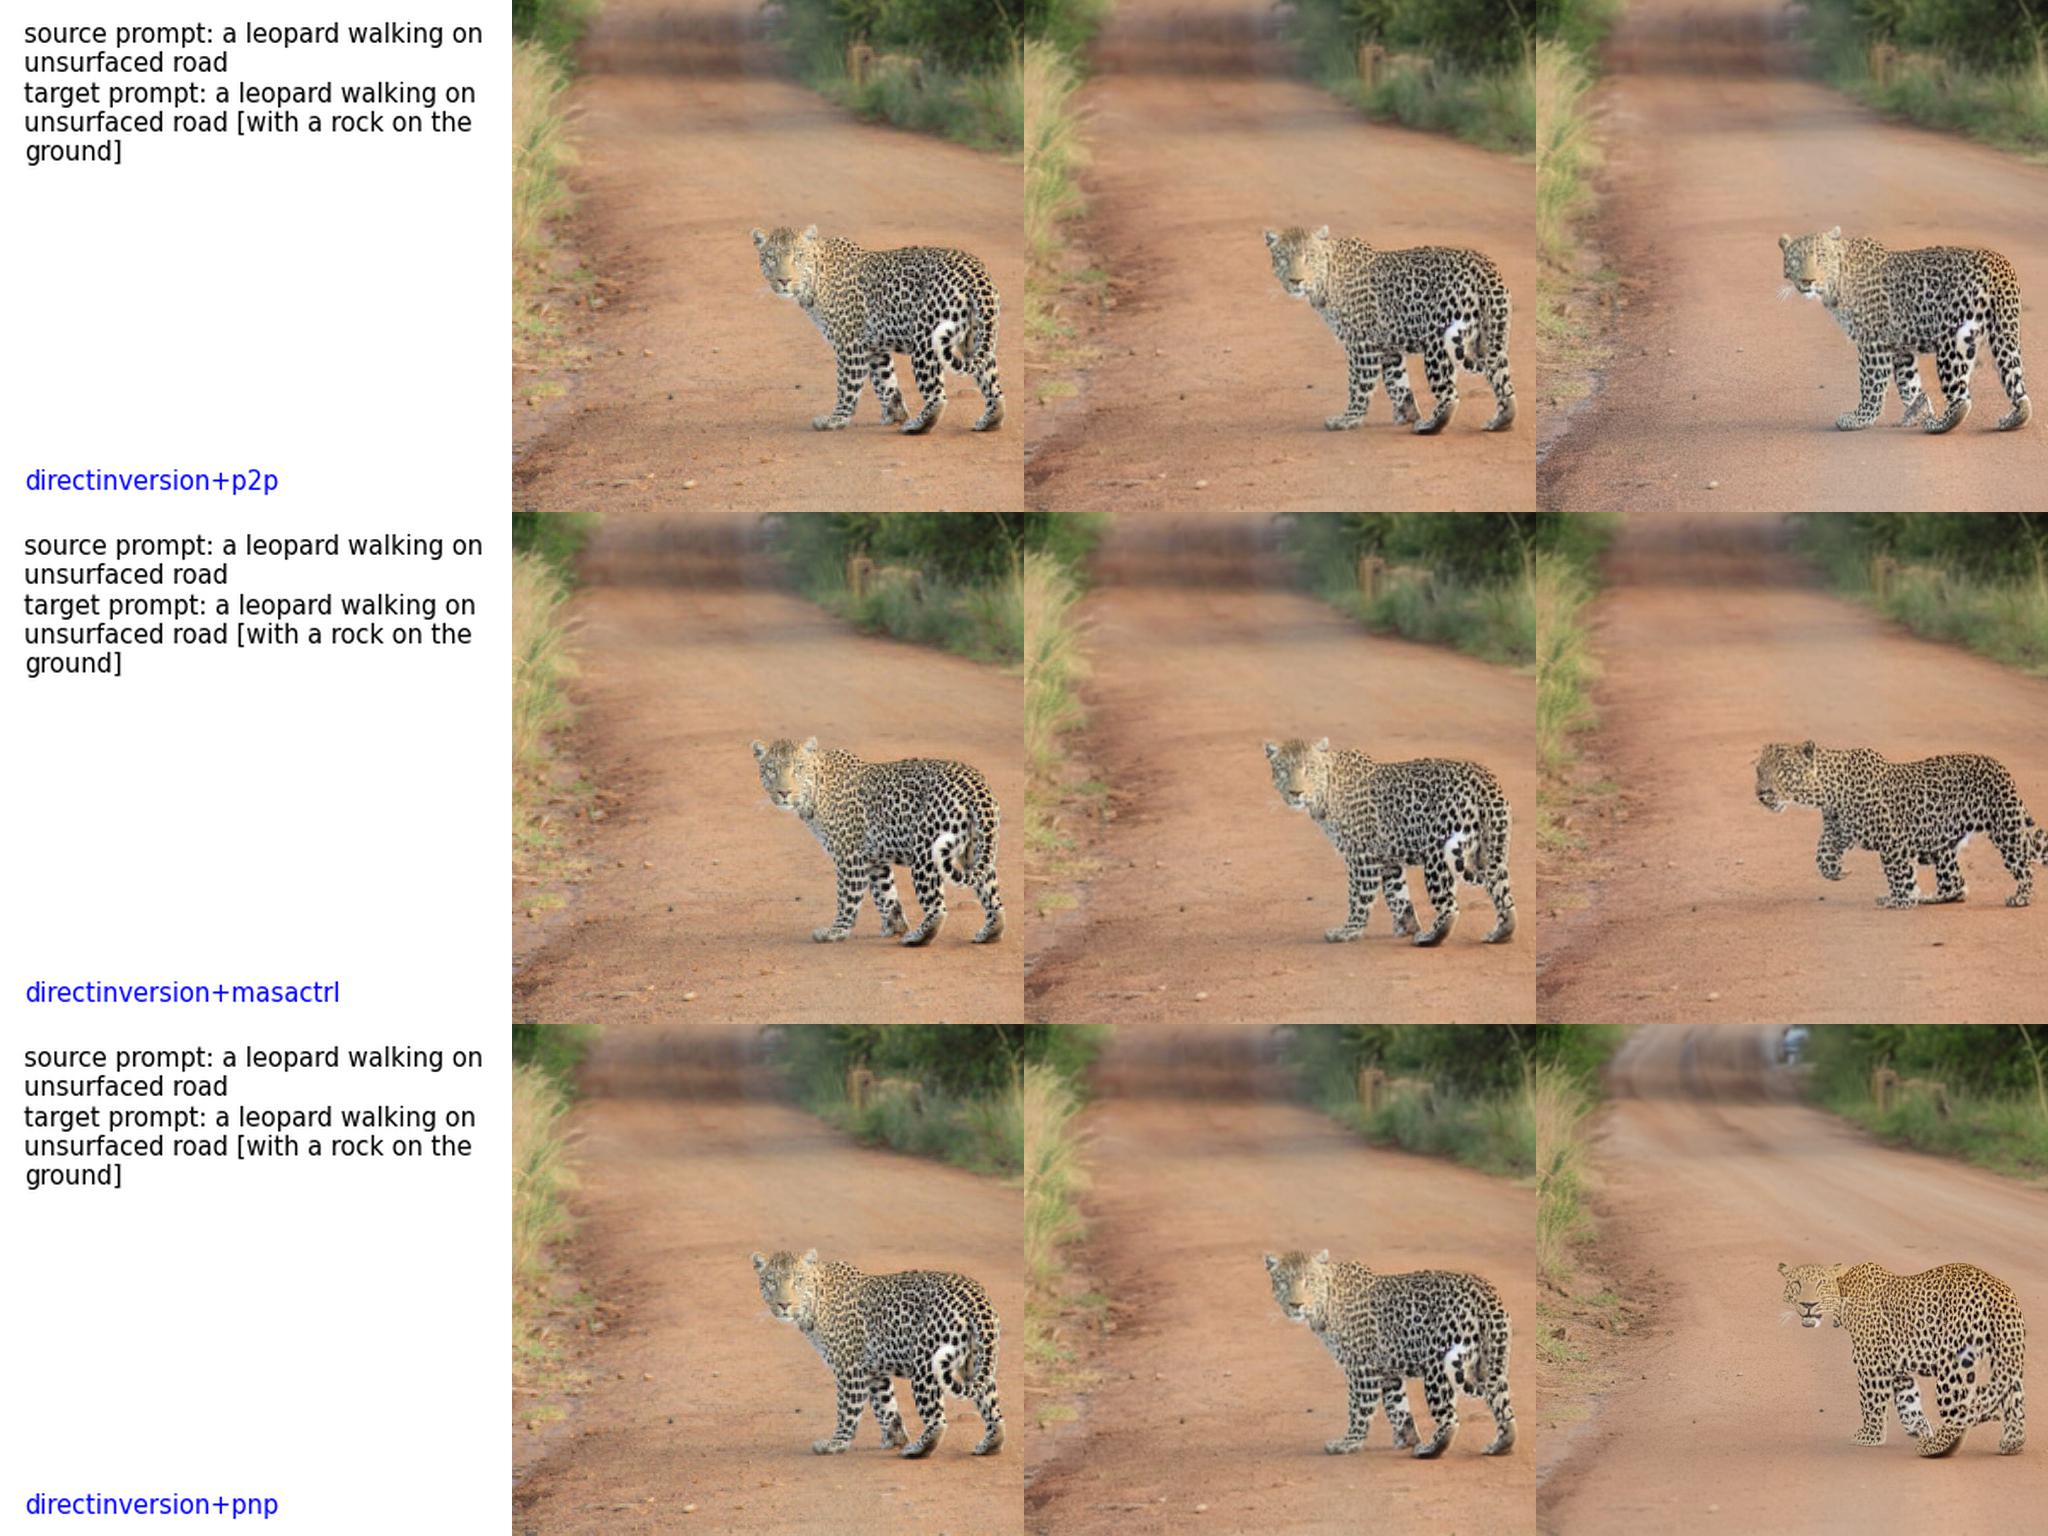 source prompt: a leopard walking on
unsurfaced road
target prompt: a leopard walking on
unsurfaced road [with a rock on the
ground]
directinversion+p2p
source prompt: a leopard walking on
unsurfaced road
target prompt: a leopard walking on
unsurfaced road [with a rock on the
ground]
directinversion+masactrl
source prompt: a leopard walking on
unsurfaced road
target prompt: a leopard walking on
unsurfaced road [with a rock on the
ground]
directinversion+pnp